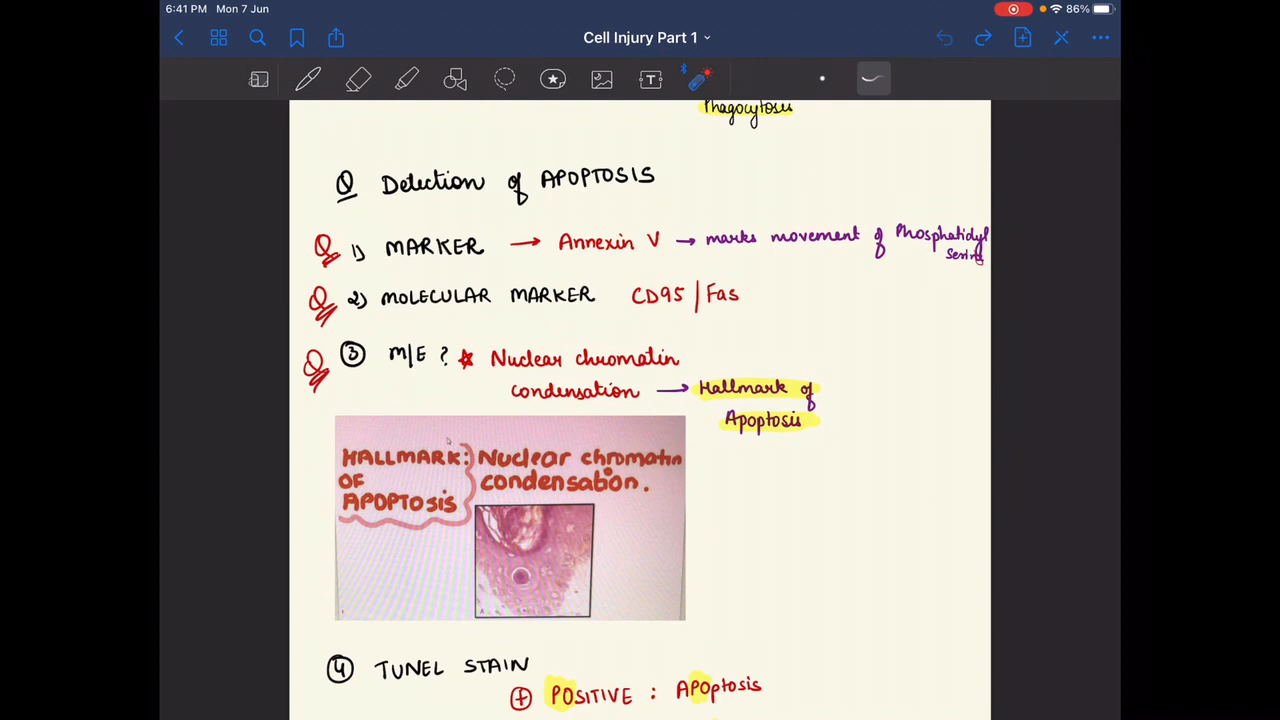 6:41 PM Mon 7 Jun
86%
Cell Injury Part 1
T
Phagocytosis
Q Detection of APOPTOSIS
Q 1) MARKER → Annexin V → marks movement of Phosphatidyl
Serine
Q 2) MOLECULAR MARKER CD95 / Fas
Q ③ M/E ? ★ Nuclear chromatin
condensation → Hallmark of
Apoptosis
HALLMARK: Nuclear chromatin
OF condensation.
APOPTOSIS
④ TUNEL STAIN
⊕ POSITIVE : APOptosis